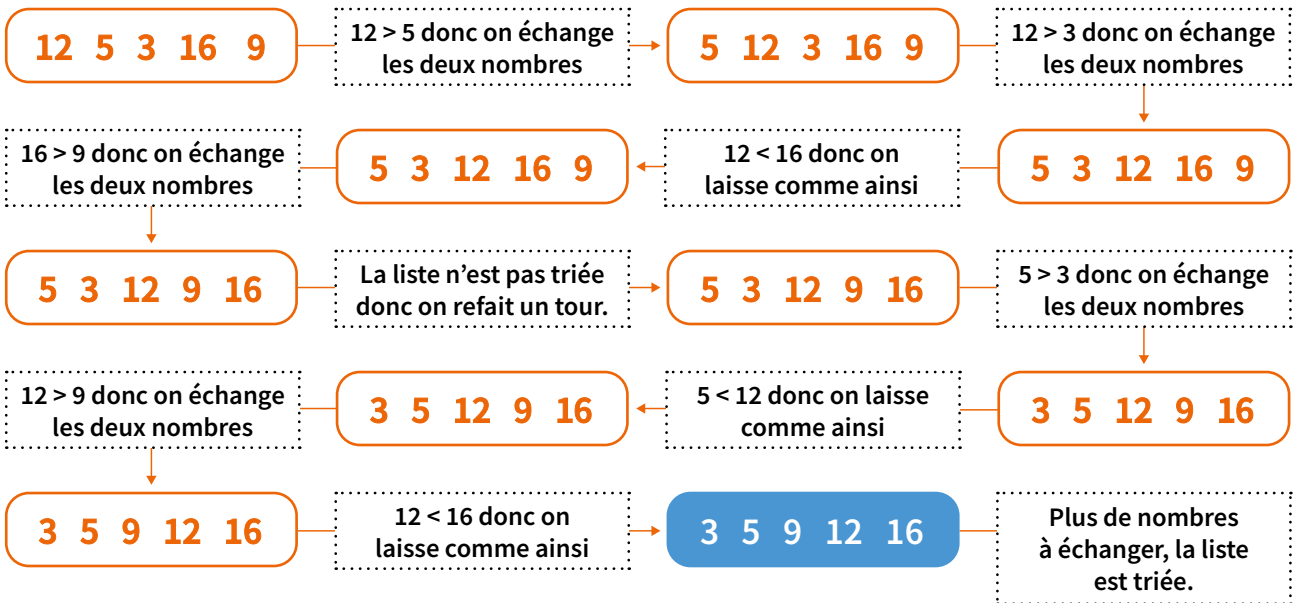 12 5 3 16 9
12 > 5 donc on échange
les deux nombres
5 12 3 16 9
12 > 3 donc on échange
les deux nombres
5 3 12 16 9
12 < 16 donc on
laisse comme ainsi
5 3 12 16 9
16 > 9 donc on échange
les deux nombres
5 3 12 9 16
La liste n’est pas triée
donc on refait un tour.
5 3 12 9 16
5 > 3 donc on échange
les deux nombres
3 5 12 9 16
5 < 12 donc on laisse
comme ainsi
3 5 12 9 16
12 > 9 donc on échange
les deux nombres
3 5 9 12 16
12 < 16 donc on
laisse comme ainsi
3 5 9 12 16
Plus de nombres
à échanger, la liste
est triée.